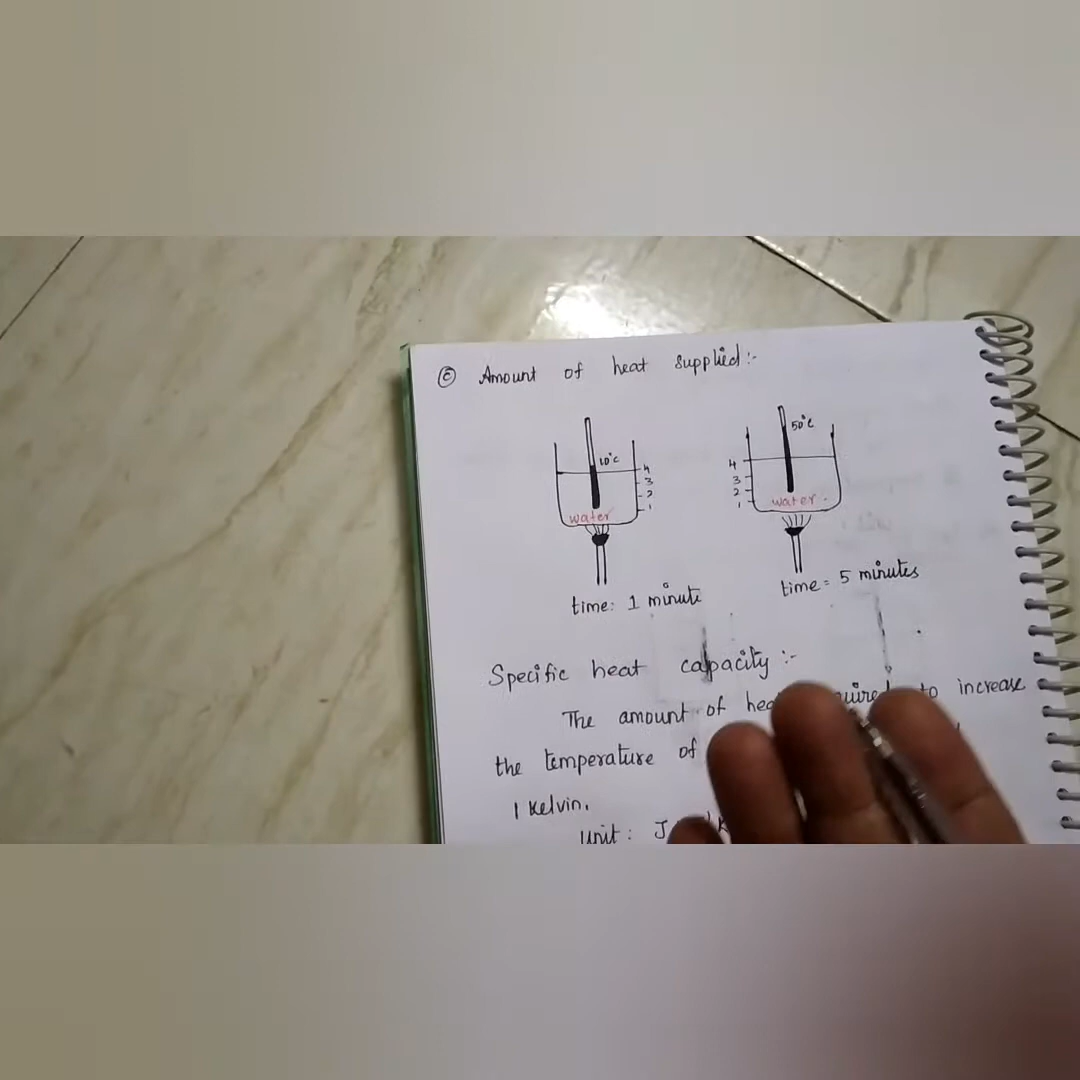 © Amount of heat supplied:-
10°c
50°c
4
3
2
1
4
3
2
1
water
water
time: 1 minute
time= 5 minutes
Specific heat capacity :-
The amount of to increase
the temperature of
1 Kelvin.
Unit: J